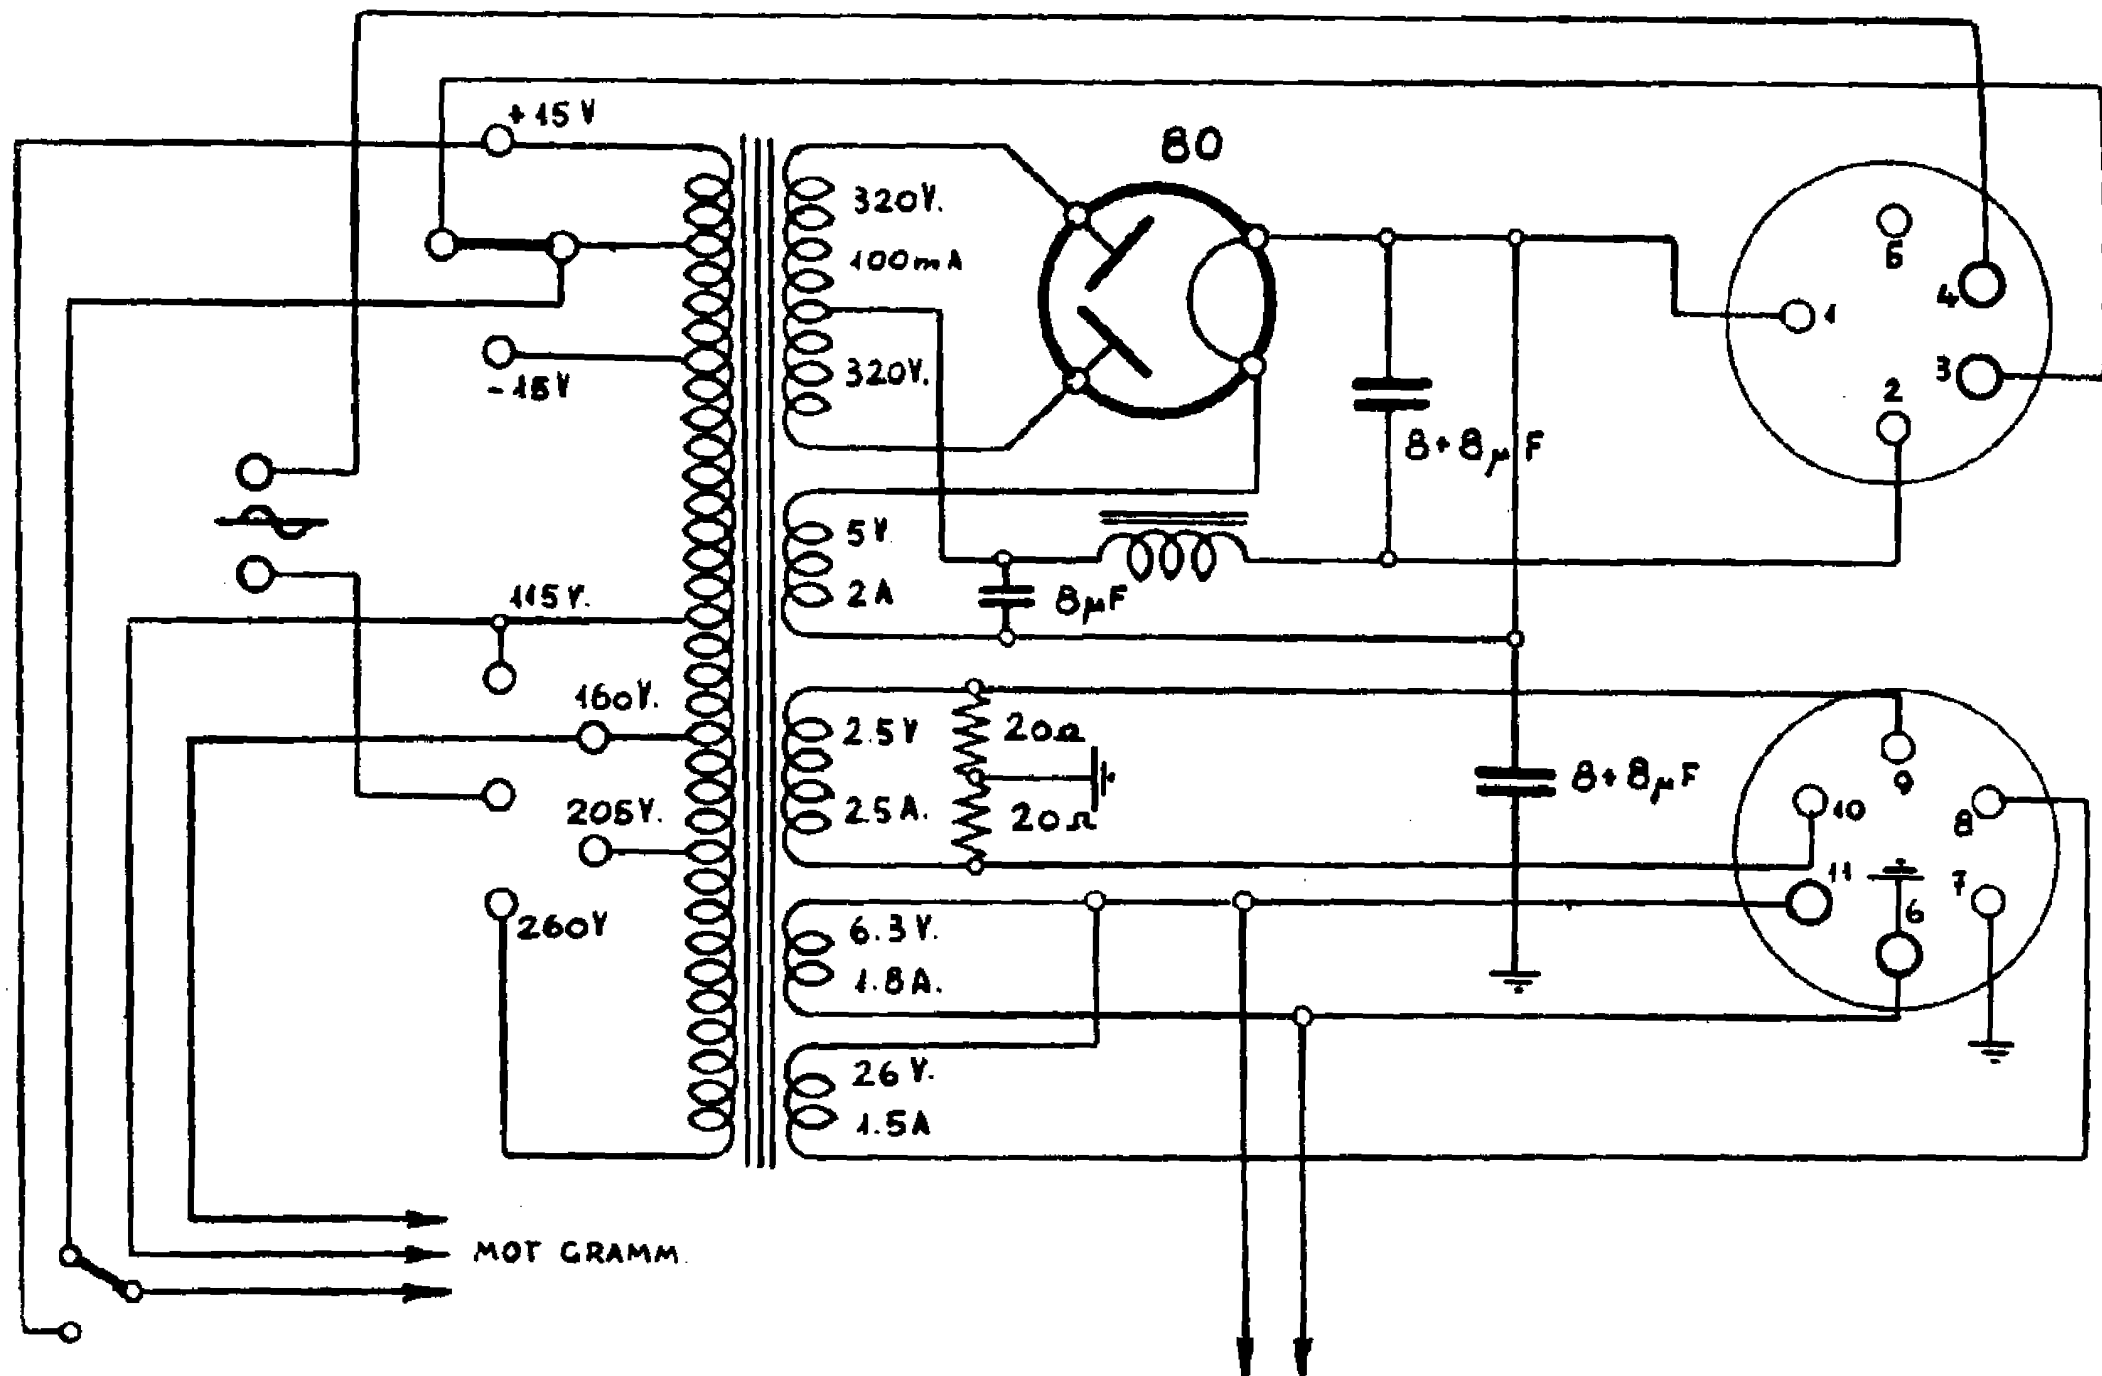 +15 V
80
320V.
100mA
320V.
5
4
1
3
2
-15V
8+8µF
5V
2A
8µF
115V.
160V.
2.5V
2.5A.
20Ω
20Ω
205V.
8+8µF
9
10
8
11
7
6
260V
6.3V.
1.8A.
26V.
1.5A
MOT GRAMM.